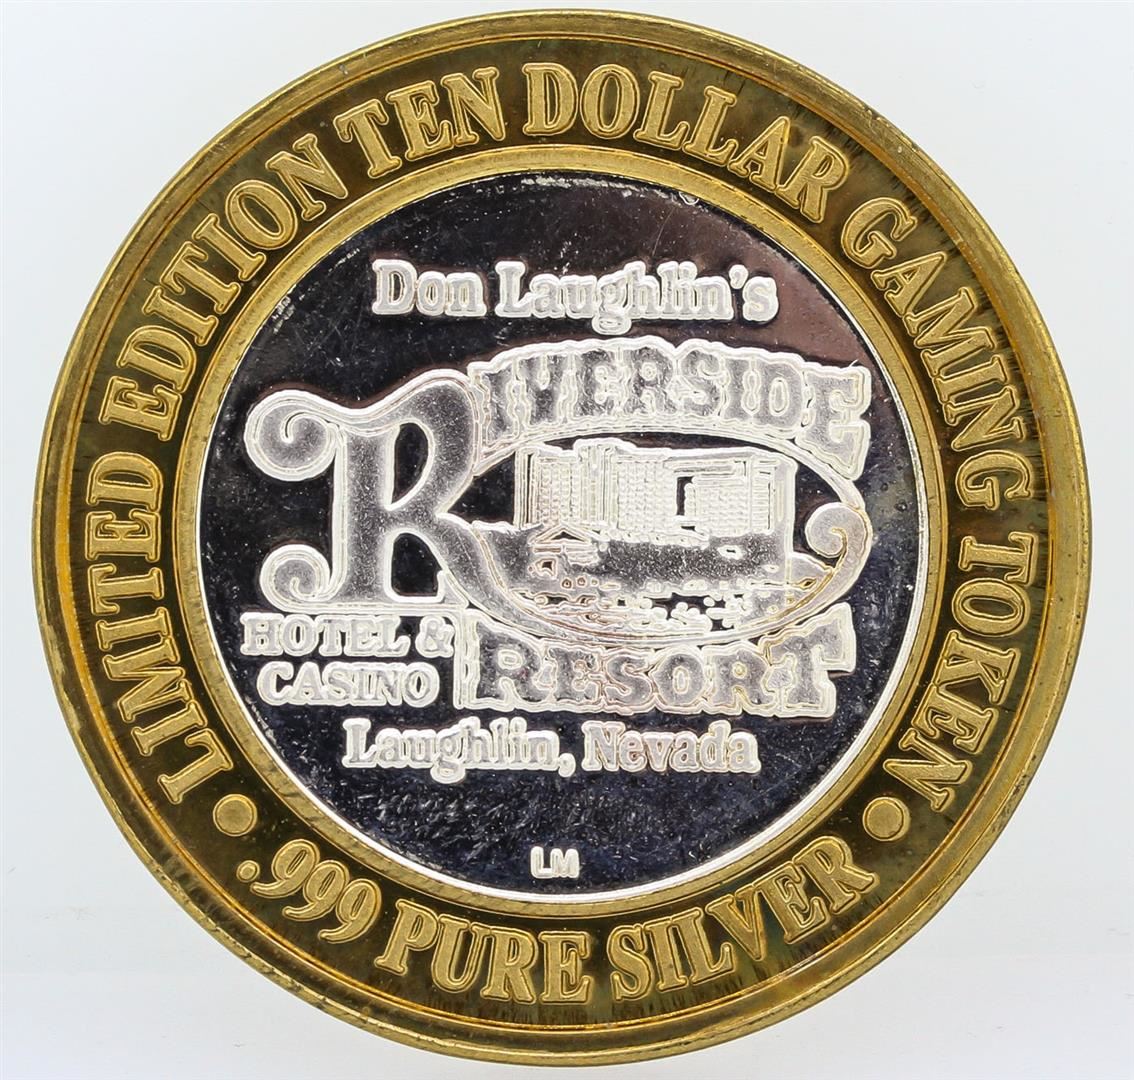 LIMITED EDITION TEN DOLLAR GAMING TOKEN
Don Laughlin's
RIVERSIDE
HOTEL &
CASINO
RESORT
Laughlin, Nevada
LM
• .999 PURE SILVER •